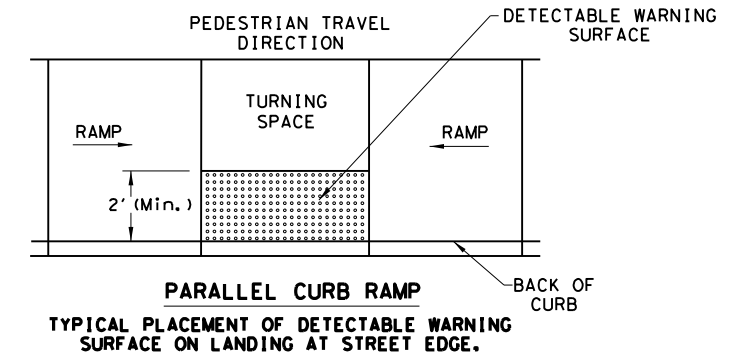 PEDESTRIAN TRAVEL
DIRECTION
DETECTABLE WARNING
SURFACE
TURNING
SPACE
RAMP
RAMP
2' (Min.)
BACK OF
CURB
PARALLEL CURB RAMP
TYPICAL PLACEMENT OF DETECTABLE WARNING
SURFACE ON LANDING AT STREET EDGE.